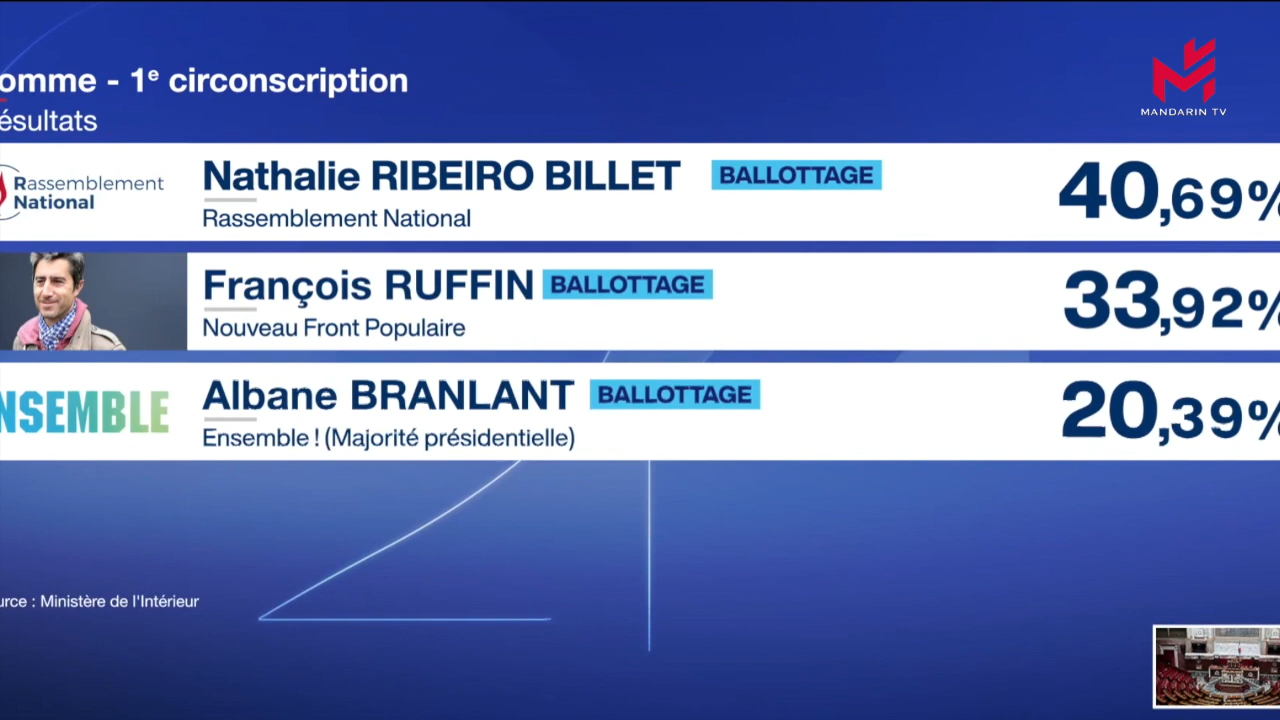 omme - 1e circonscription
ésultats
MANDARIN TV
Rassemblement
National
Nathalie RIBEIRO BILLET
BALLOTTAGE
40,69%
Rassemblement National
François RUFFIN
BALLOTTAGE
33,92%
Nouveau Front Populaire
NSEMBLE
Albane BRANLANT
BALLOTTAGE
20,39%
Ensemble ! (Majorité présidentielle)
urce : Ministère de l'Intérieur